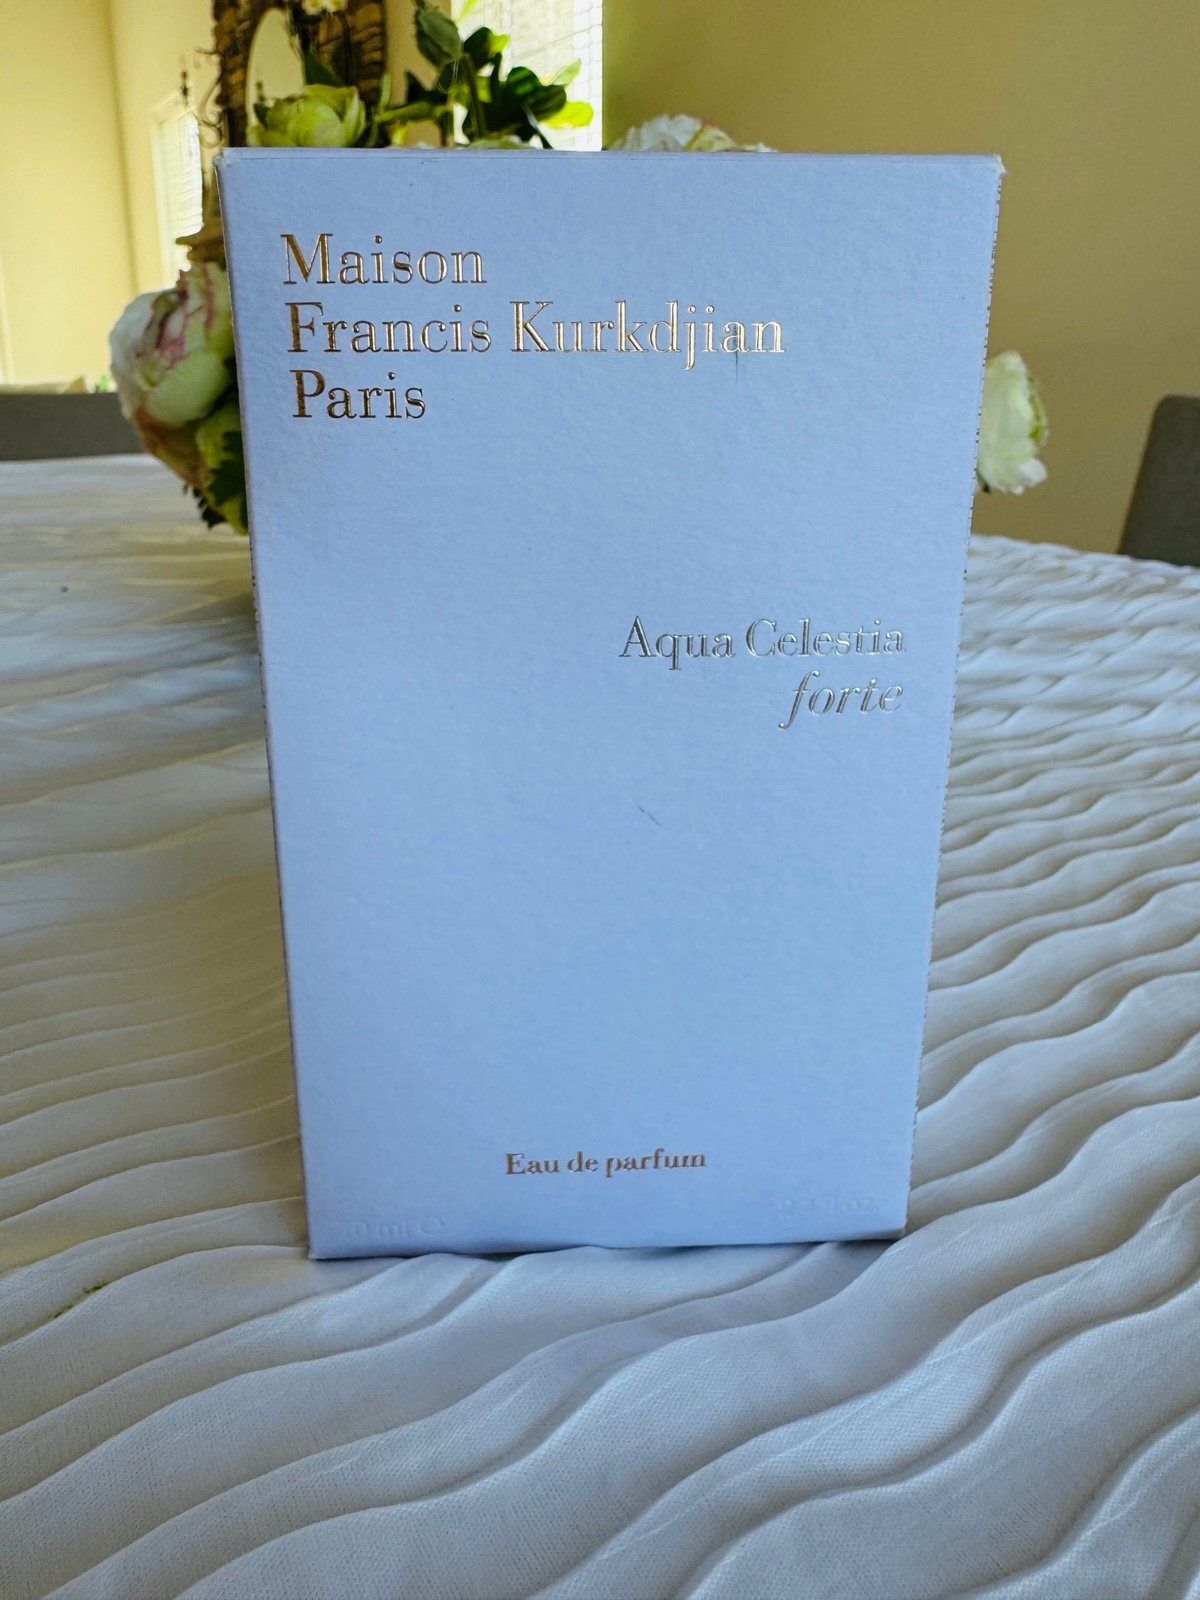 Maison
Francis Kurkdjian
Paris
Aqua Celestia
forte
Eau de parfum